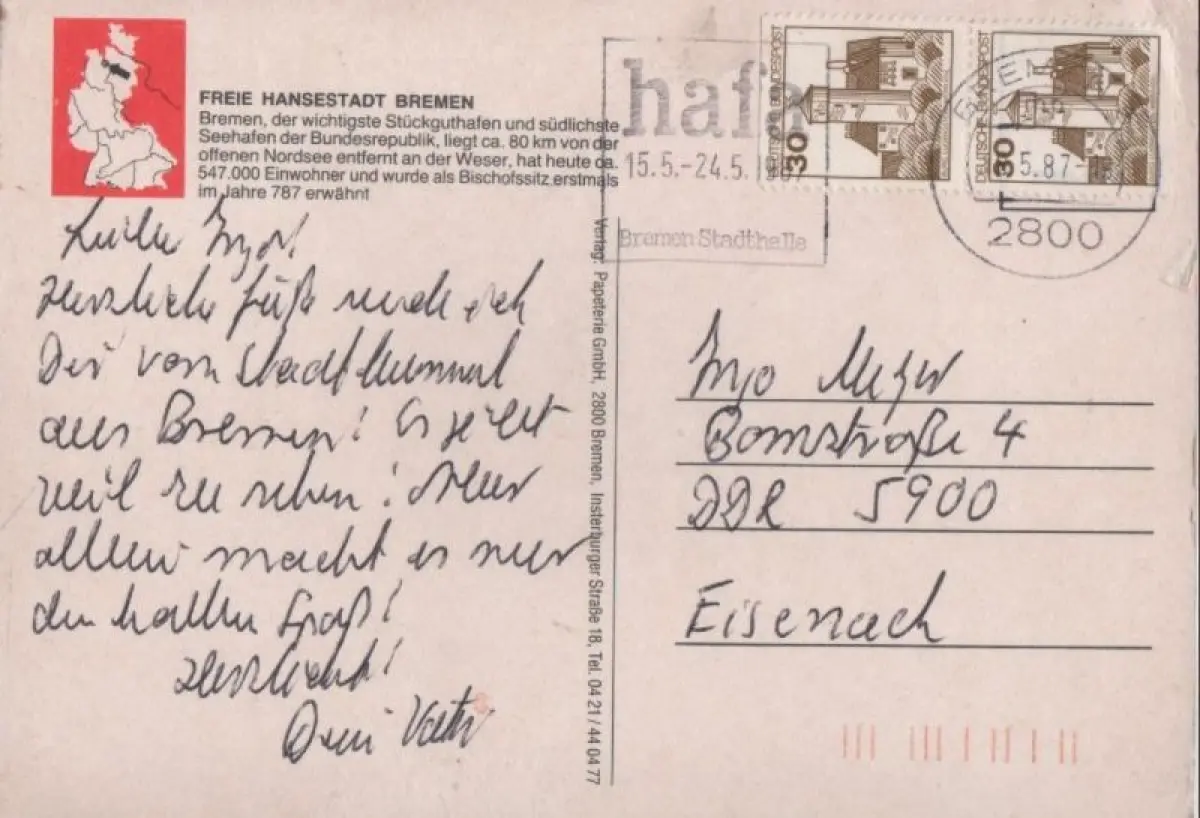 FREIE HANSESTADT BREMEN
Bremen, der wichtigste Stückguthafen und südlichste
Seehafen der Bundesrepublik, liegt ca. 80 km von der
offenen Nordsee entfernt an der Weser, hat heute ca.
547.000 Einwohner und wurde als Bischofssitz erstmals
im Jahre 787 erwähnt
hafa
15.5.-24.5.
Bremen Stadthalle
DEUTSCHE BUNDESPOST
30
DEUTSCHE BUNDESPOST
30
5.87
2800
Lieber Ingo!
Herzliche Grüße
Dir vom Stadtbummel
aus Bremen! Es gibt
viel zu sehen! Aber
allein macht es nur
den halben Spaß!
Herzlichst!
Dein Vati
Verlag: Papeterie GmbH, 2800 Bremen, Insterburger Straße 18, Tel. 04 21 / 44 04 77
Ingo Meyer
Bornstraße 4
DDR 5900
Eisenach